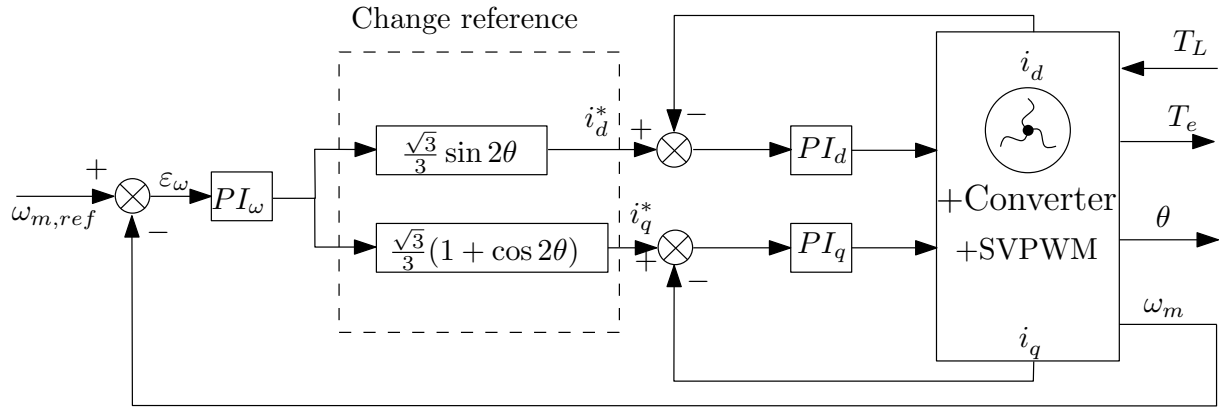 Change reference
i_d^*
+
−
i_d
T_L
√3/3 sin 2θ
PI_d
T_e
+
ε_ω
PI_ω
ω_{m,ref}
−
+Converter
θ
i_q^*
√3/3 (1 + cos 2θ)
+
−
PI_q
+SVPWM
ω_m
i_q